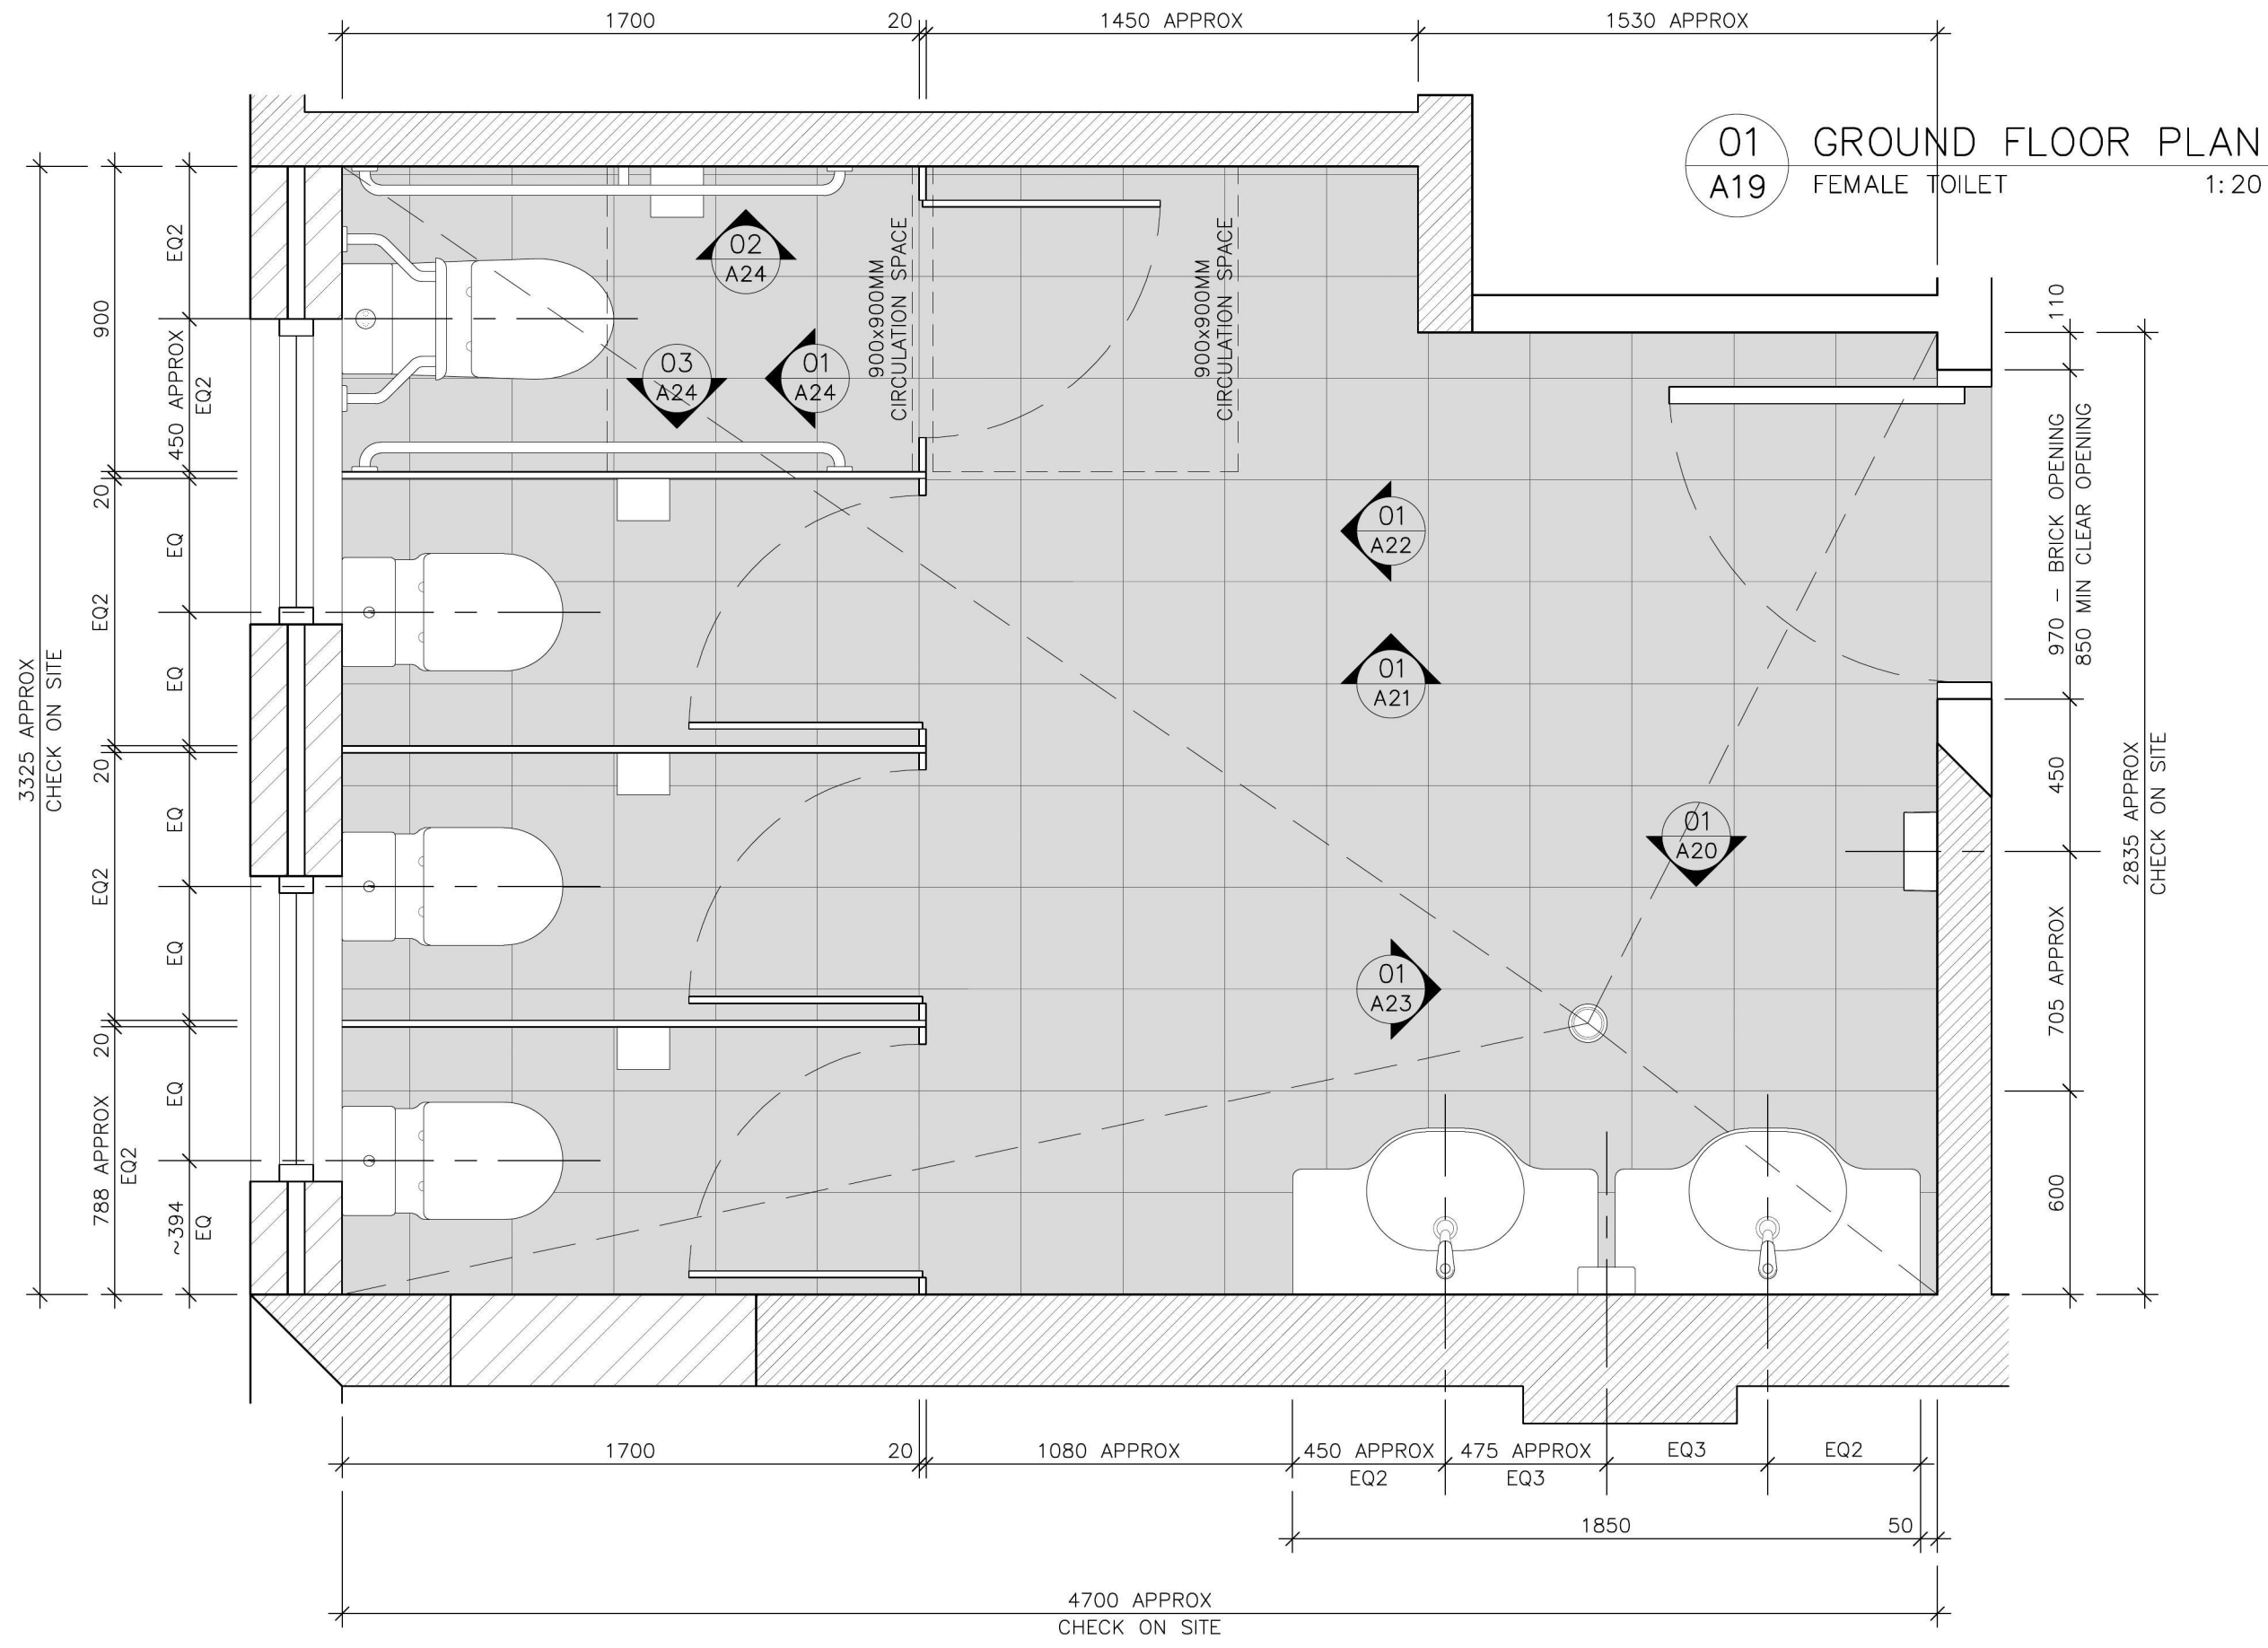 1700
20
1450 APPROX
1530 APPROX
01
A19
GROUND FLOOR PLAN
FEMALE TOILET
1:20
3325 APPROX
CHECK ON SITE
900
20
EQ2
20
EQ2
20
788 APPROX
EQ2
EQ2
450 APPROX
EQ2
EQ
EQ
EQ
EQ
EQ
~394
EQ
02
A24
03
A24
01
A24
900x900MM
CIRCULATION SPACE
900x900MM
CIRCULATION SPACE
01
A22
01
A21
01
A20
01
A23
110
970 – BRICK OPENING
850 MIN CLEAR OPENING
450
705 APPROX
600
2835 APPROX
CHECK ON SITE
1700
20
1080 APPROX
450 APPROX
EQ2
475 APPROX
EQ3
EQ3
EQ2
1850
50
4700 APPROX
CHECK ON SITE